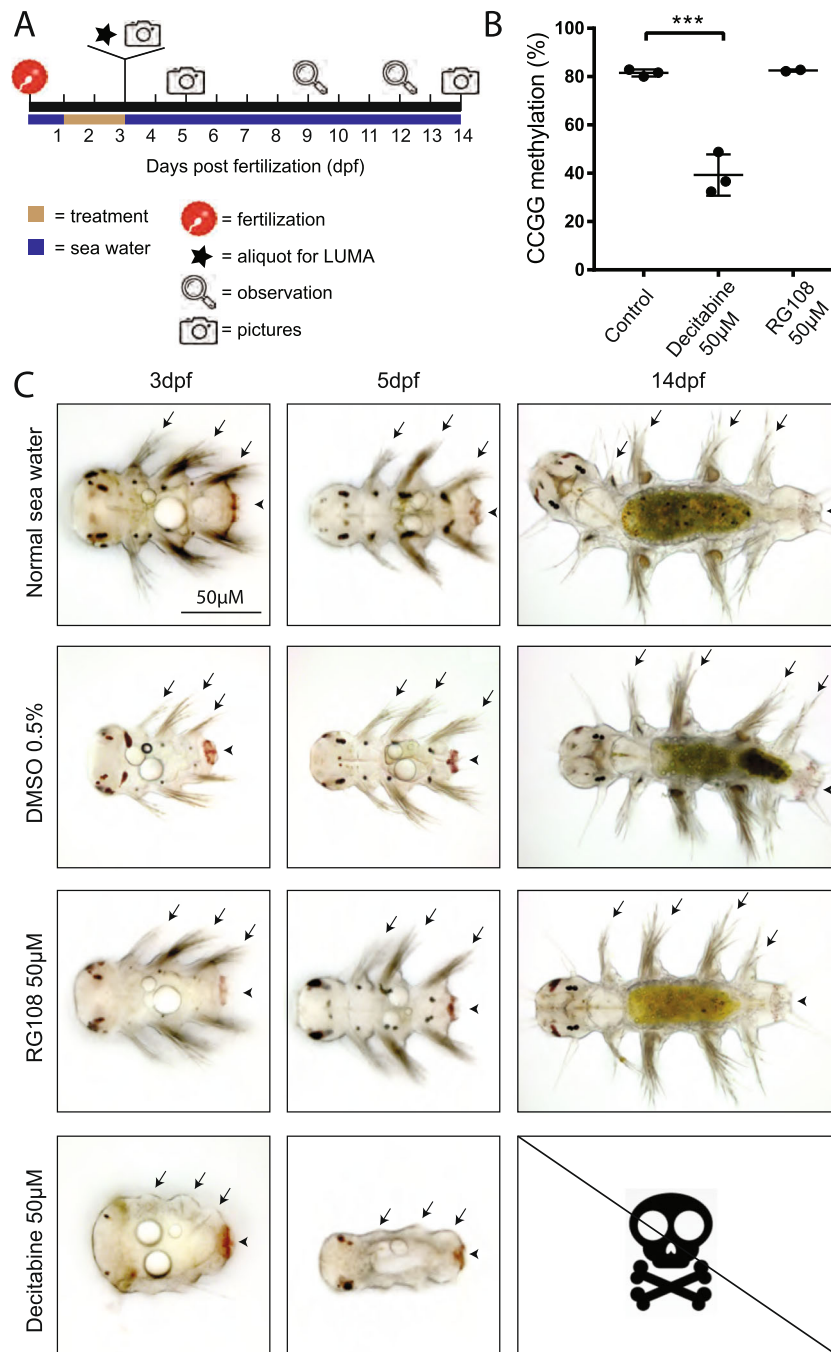 A
1 2 3 4 5 6 7 8 9 10 11 12 13 14
Days post fertilization (dpf)
= treatment
= sea water
= fertilization
= aliquot for LUMA
= observation
= pictures
B
***
CCGG methylation (%)
100
80
60
40
20
0
Control
Decitabine
50μM
RG108
50μM
C
3dpf
5dpf
14dpf
Normal sea water
50μM
DMSO 0.5%
RG108 50μM
Decitabine 50μM